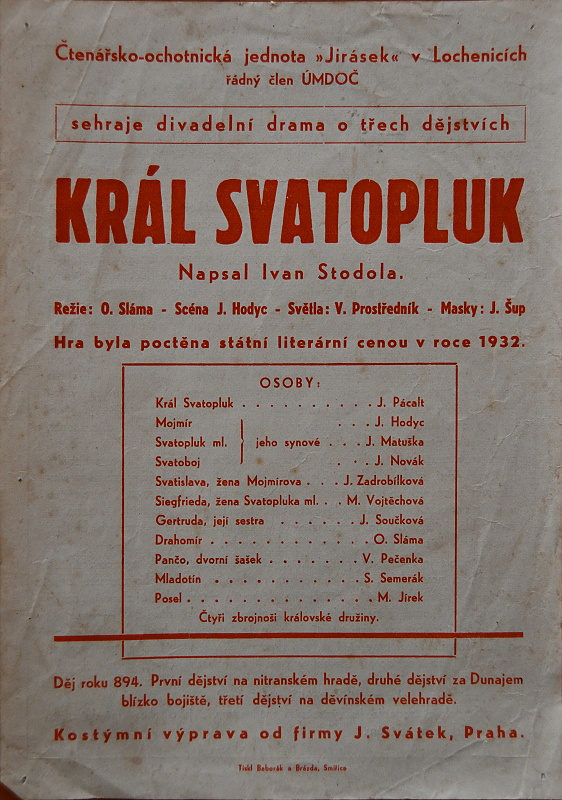 Čtenářsko-ochotnická jednota »Jirásek« v Lochenicích
řádný člen ÚMDOČ
sehraje divadelní drama o třech dějstvích
KRÁL SVATOPLUK
Napsal Ivan Stodola.
Režie: O. Sláma - Scéna J. Hodyc - Světla: V. Prostředník - Masky: J. Šup
Hra byla poctěna státní literární cenou v roce 1932.
OSOBY:
Král Svatopluk . . . . . . . . . . J. Pácalt
Mojmír . . . J. Hodyc
Svatopluk ml. } jeho synové . . . J. Matuška
Svatoboj . . . J. Novák
Svatislava, žena Mojmírova . . . J. Zadrobílková
Siegfrieda, žena Svatopluka ml. . . M. Vojtěchová
Gertruda, její sestra . . . . . . J. Součková
Drahomír . . . . . . . . . . . . O. Sláma
Pančo, dvorní šašek . . . . . . . V. Pečenka
Mladotín . . . . . . . . . . . S. Semerák
Posel . . . . . . . . . . . . . . M. Jírek
Čtyři zbrojnoši královské družiny.
Děj roku 894. První dějství na nitranském hradě, druhé dějství za Dunajem
blízko bojiště, třetí dějství na děvínském velehradě.
Kostýmní výprava od firmy J. Svátek, Praha.
Tiskl Baborák a Brázda, Smiřice